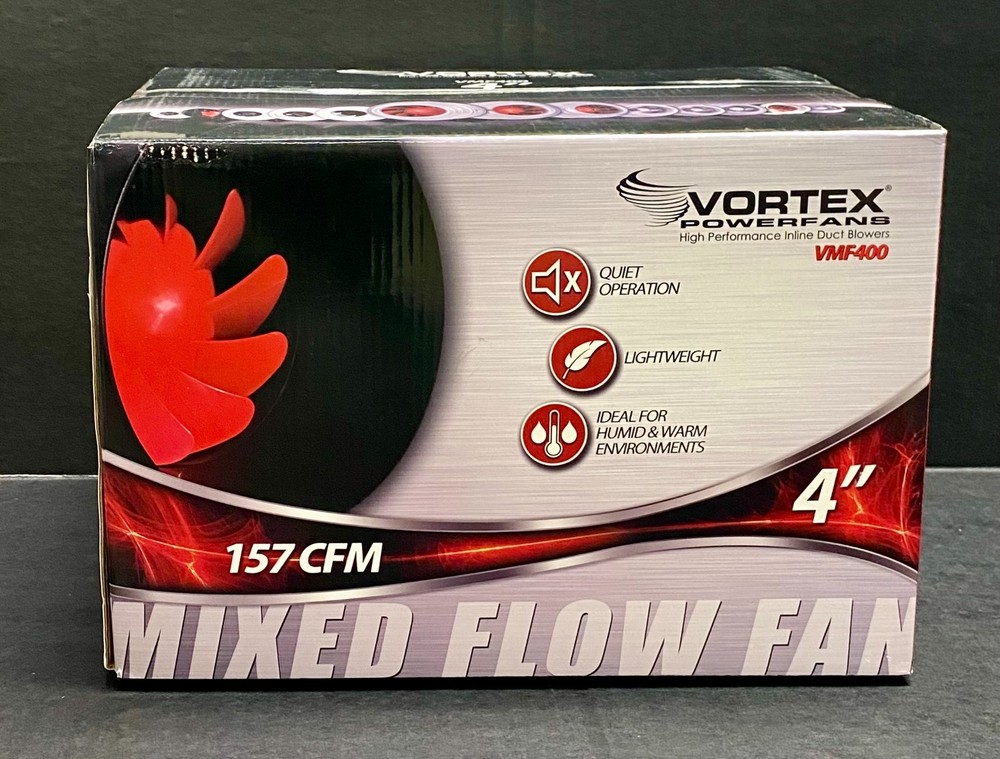 VORTEX®
POWERFANS
High Performance Inline Duct Blowers
VMF400
QUIET
OPERATION
LIGHTWEIGHT
IDEAL FOR
HUMID & WARM
ENVIRONMENTS
4”
157 CFM
MIXED FLOW FAN